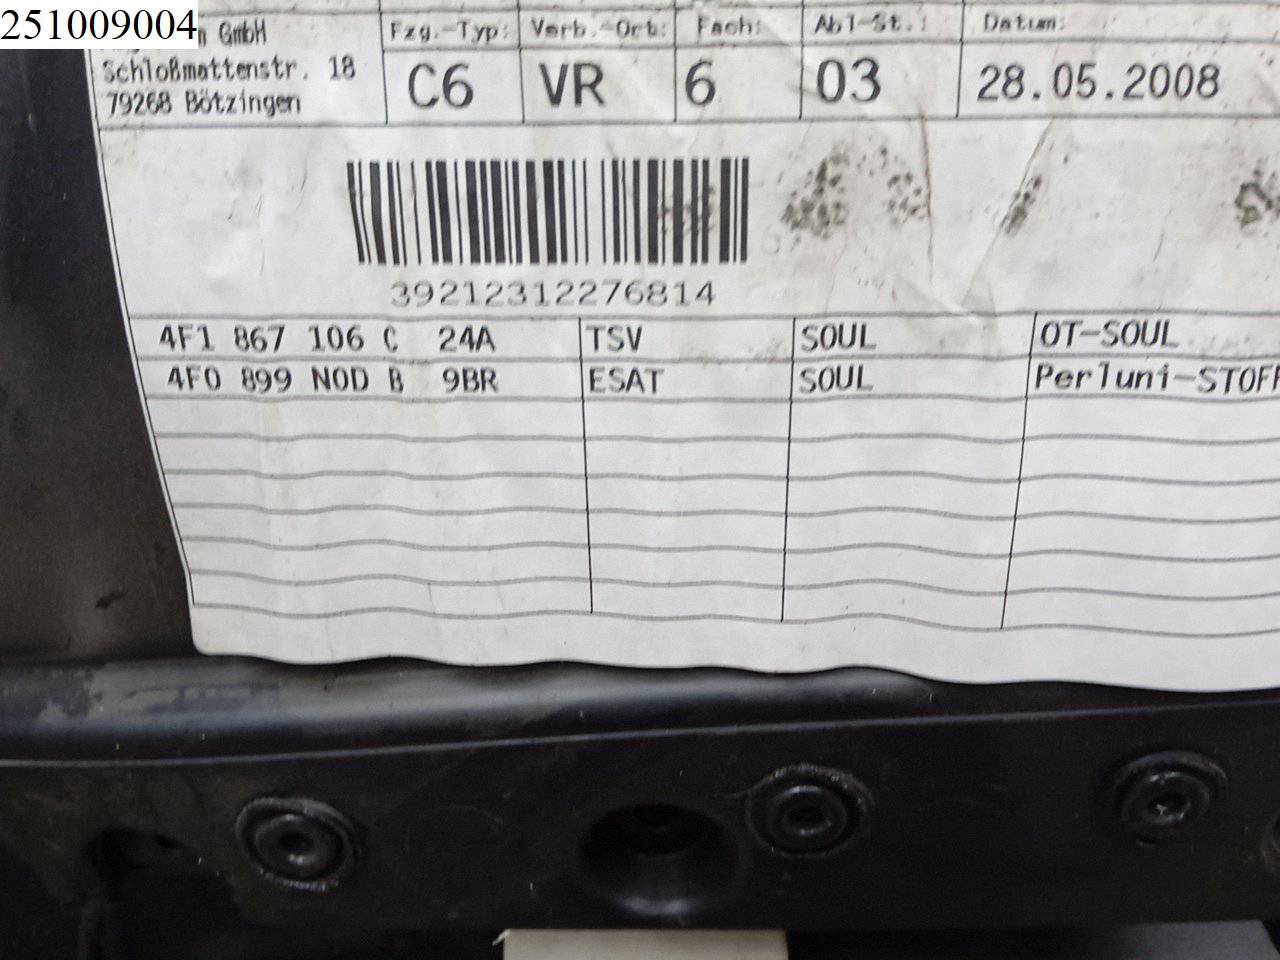 251009004
GmbH
Schloßmattenstr. 18
79268 Bötzingen
Fzg.-Typ: Verb.-Ort: Fach: Abl-St.: Datum:
C6 VR 6 03 28.05.2008
39212312276814
4F1 867 106 C 24A TSV SOUL OT-SOUL
4F0 899 NOD B 9BR ESAT SOUL Perluni-STOFF